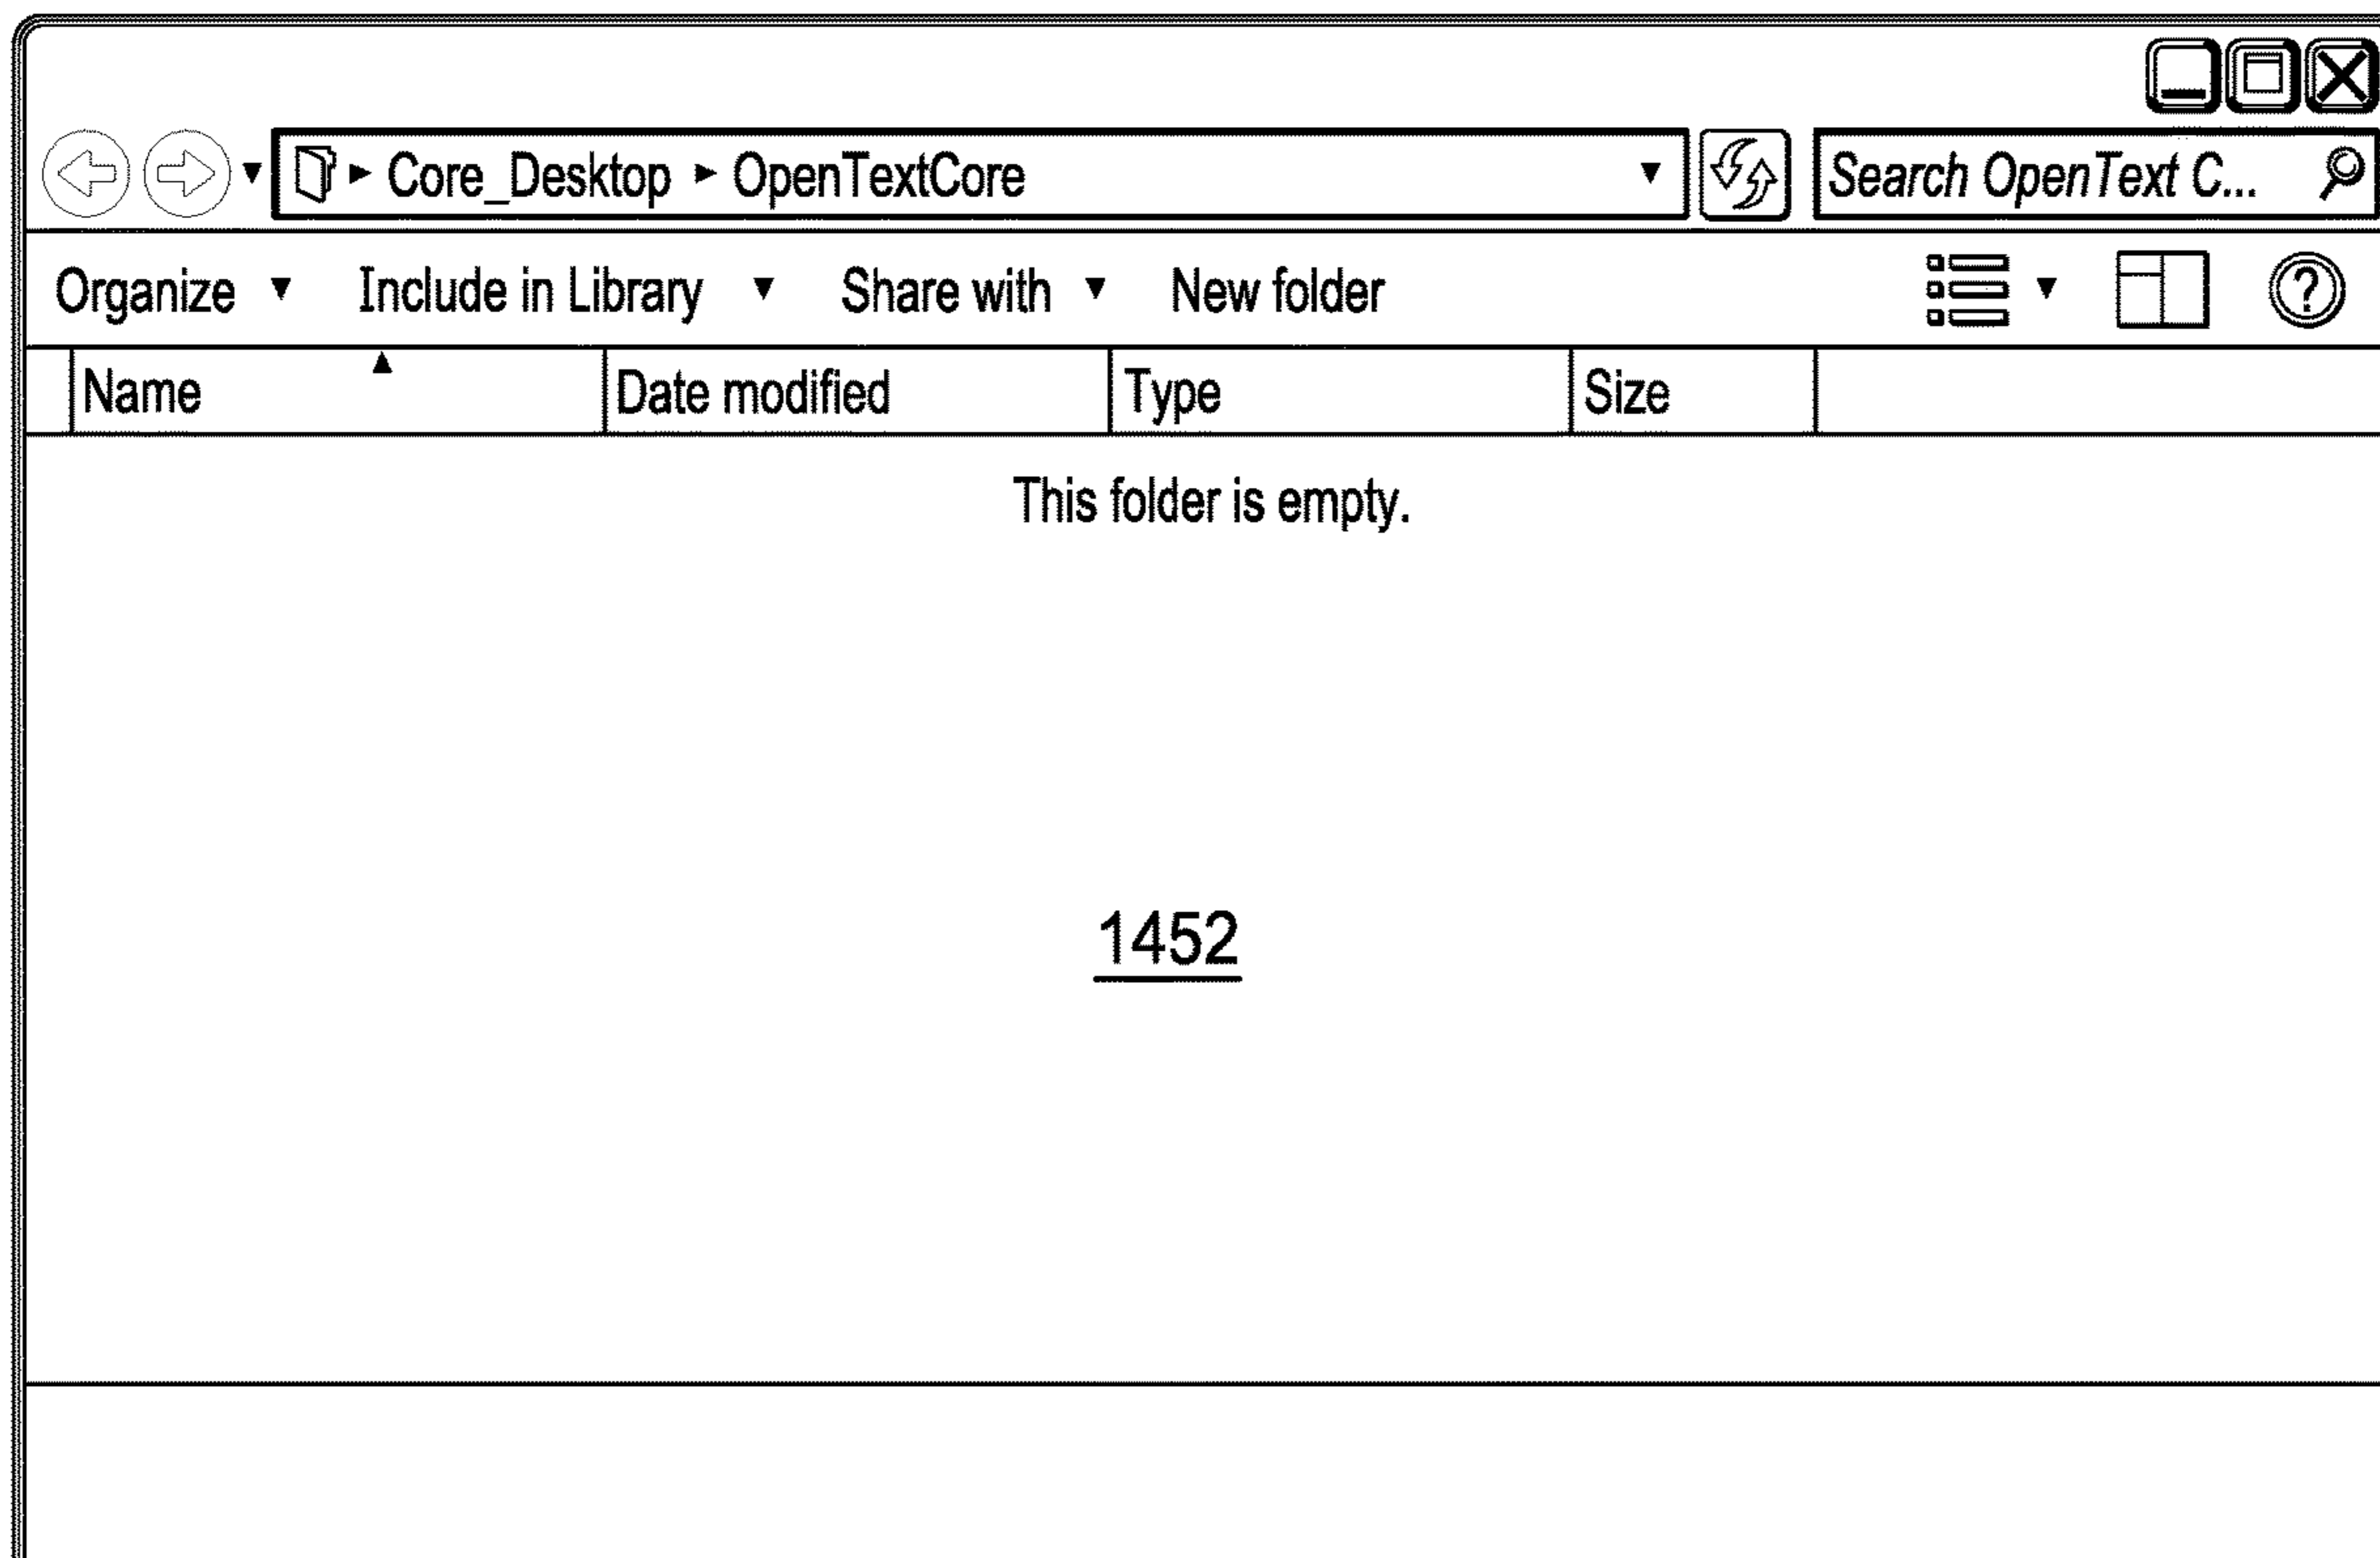 Core_Desktop ▸ OpenTextCore Search OpenText C...
Organize ▾ Include in Library ▾ Share with ▾ New folder ?
Name Date modified Type Size
This folder is empty.
1452